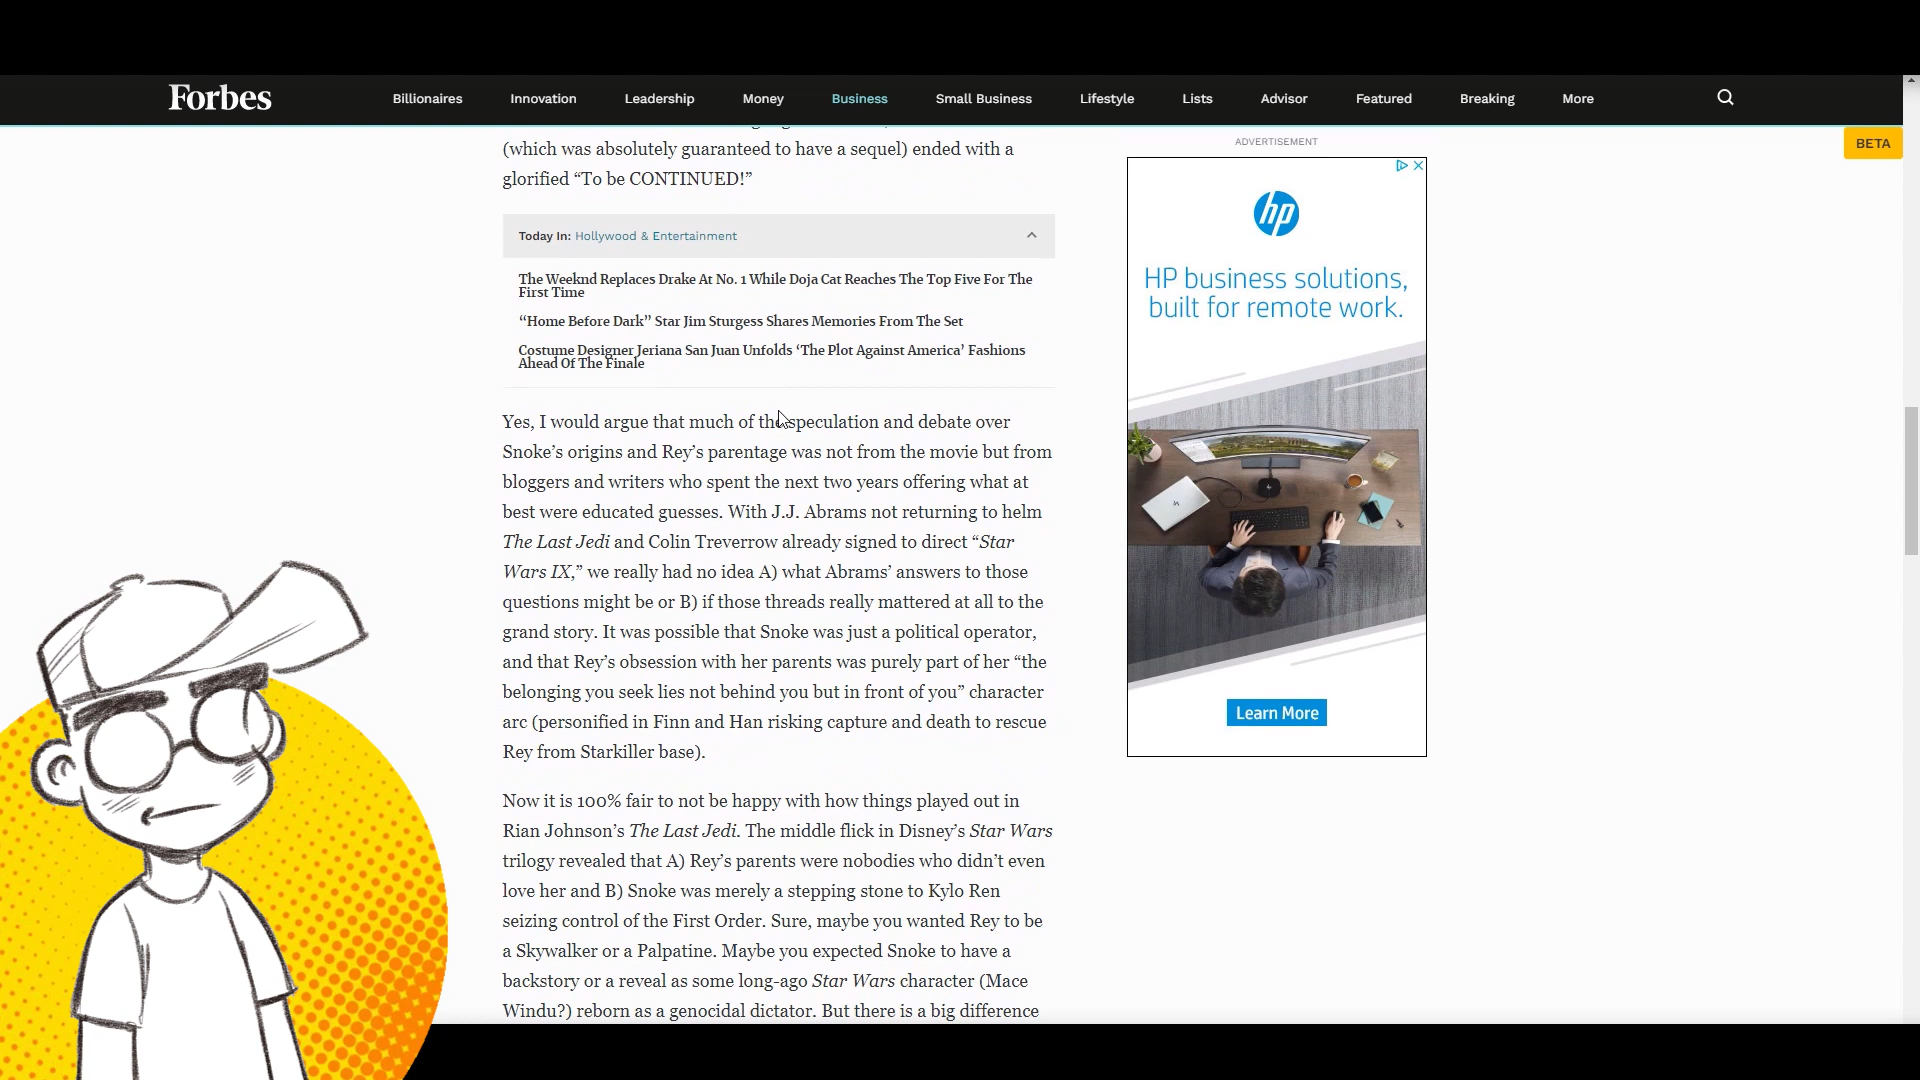 Forbes
Billionaires
Innovation
Leadership
Money
Business
Small Business
Lifestyle
Lists
Advisor
Featured
Breaking
More
BETA
(which was absolutely guaranteed to have a sequel) ended with a
glorified “To be CONTINUED!”
Today In: Hollywood & Entertainment
The Weeknd Replaces Drake At No. 1 While Doja Cat Reaches The Top Five For The
First Time
“Home Before Dark” Star Jim Sturgess Shares Memories From The Set
Costume Designer Jeriana San Juan Unfolds ‘The Plot Against America’ Fashions
Ahead Of The Finale
Yes, I would argue that much of the speculation and debate over
Snoke’s origins and Rey’s parentage was not from the movie but from
bloggers and writers who spent the next two years offering what at
best were educated guesses. With J.J. Abrams not returning to helm
The Last Jedi and Colin Treverrow already signed to direct “Star
Wars IX,” we really had no idea A) what Abrams’ answers to those
questions might be or B) if those threads really mattered at all to the
grand story. It was possible that Snoke was just a political operator,
and that Rey’s obsession with her parents was purely part of her “the
belonging you seek lies not behind you but in front of you” character
arc (personified in Finn and Han risking capture and death to rescue
Rey from Starkiller base).
Now it is 100% fair to not be happy with how things played out in
Rian Johnson’s The Last Jedi. The middle flick in Disney’s Star Wars
trilogy revealed that A) Rey’s parents were nobodies who didn’t even
love her and B) Snoke was merely a stepping stone to Kylo Ren
seizing control of the First Order. Sure, maybe you wanted Rey to be
a Skywalker or a Palpatine. Maybe you expected Snoke to have a
backstory or a reveal as some long-ago Star Wars character (Mace
Windu?) reborn as a genocidal dictator. But there is a big difference
ADVERTISEMENT
hp
HP business solutions,
built for remote work.
Learn More